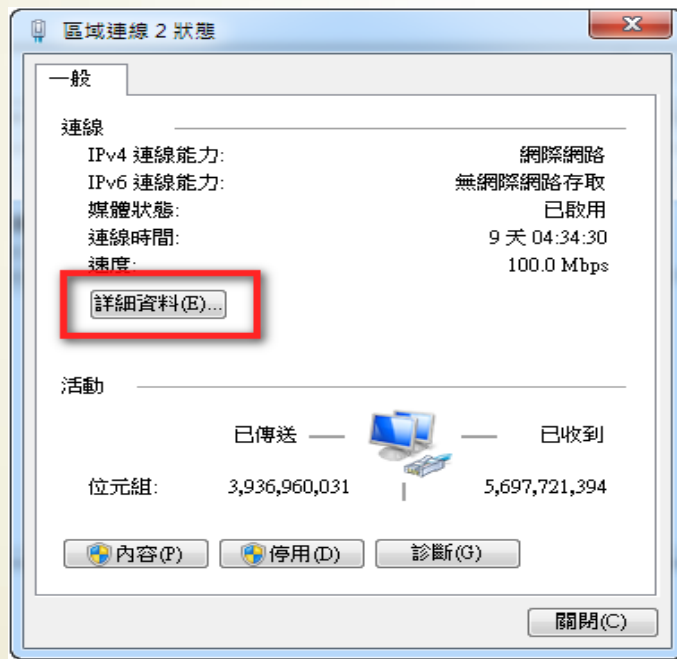 區域連線 2 狀態
一般
連線
IPv4 連線能力: 網際網路
IPv6 連線能力: 無網際網路存取
媒體狀態: 已啟用
連線時間: 9 天 04:34:30
速度: 100.0 Mbps
詳細資料(E)...
活動
已傳送 — — 已收到
位元組: 3,936,960,031 | 5,697,721,394
內容(P) 停用(D) 診斷(G)
關閉(C)